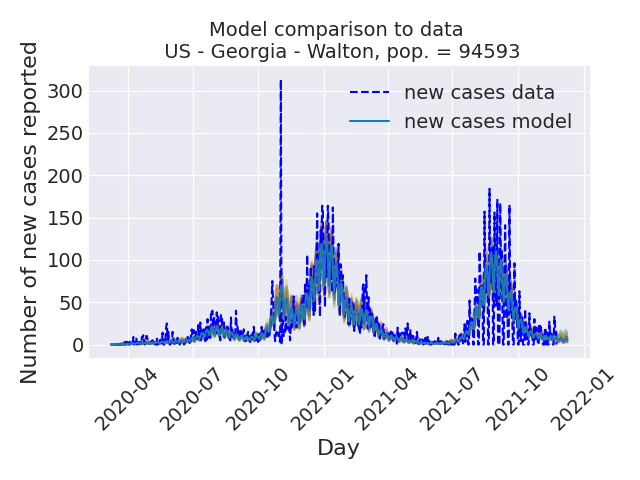 Model comparison to data
US - Georgia - Walton, pop. = 94593
Number of new cases reported
300
250
200
150
100
50
0
new cases data
new cases model
2020-04
2020-07
2020-10
2021-01
2021-04
2021-07
2021-10
2022-01
Day